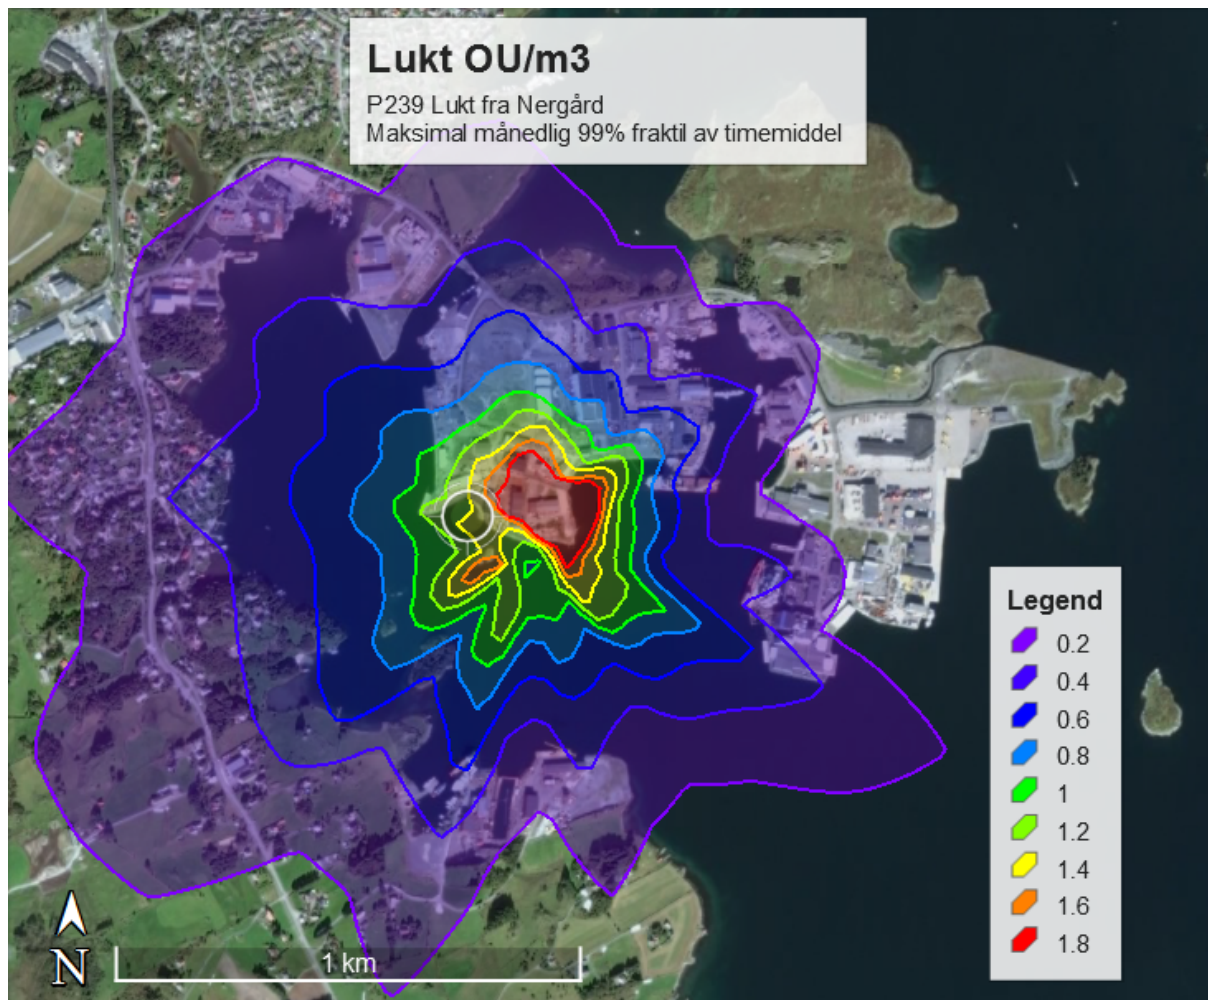 Lukt OU/m3
P239 Lukt fra Nergård
Maksimal månedlig 99% fraktil av timemiddel
Legend
0.2
0.4
0.6
0.8
1
1.2
1.4
1.6
1.8
N
1 km